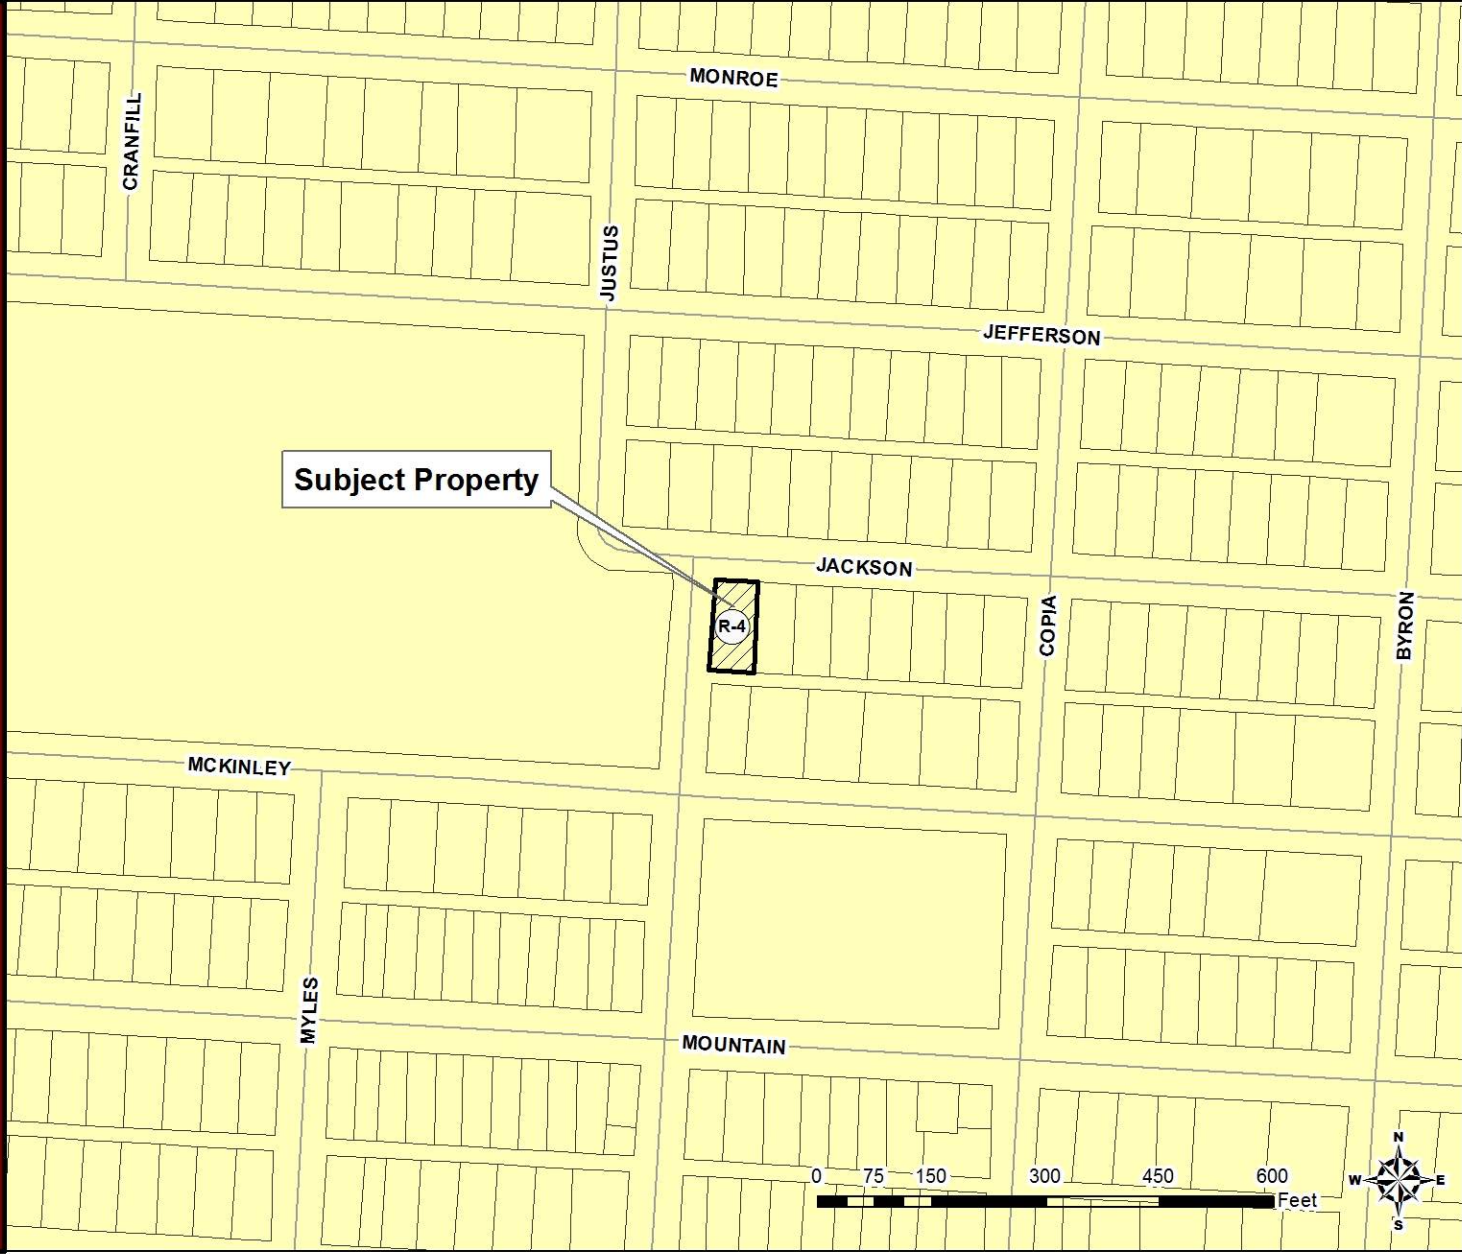 MONROE
CRANFILL
JUSTUS
JEFFERSON
Subject Property
JACKSON
R-4
COPIA
BYRON
MCKINLEY
MYLES
MOUNTAIN
N
W E
S
0 75 150 300 450 600
Feet